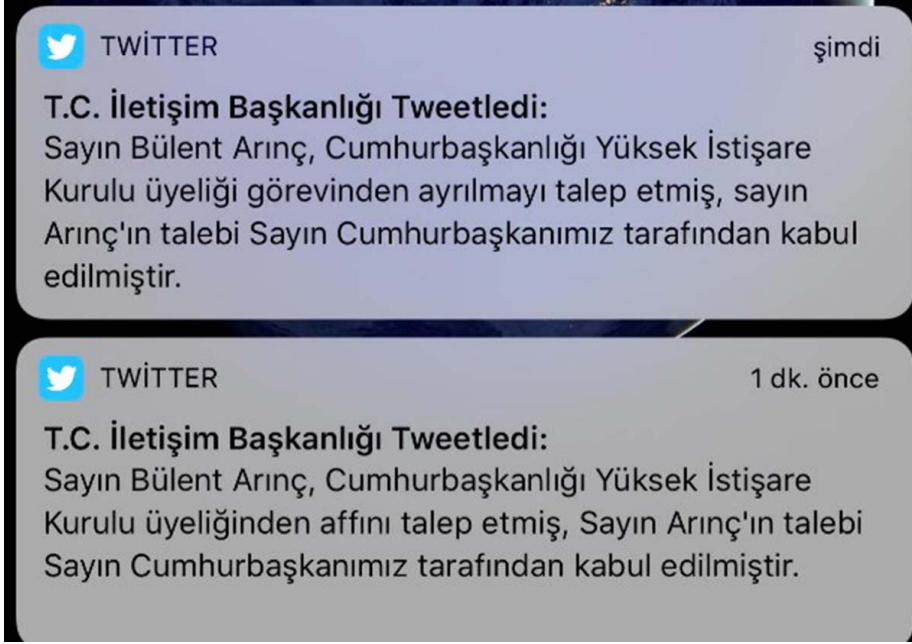 TWİTTER
şimdi
T.C. İletişim Başkanlığı Tweetledi:
Sayın Bülent Arınç, Cumhurbaşkanlığı Yüksek İstişare
Kurulu üyeliği görevinden ayrılmayı talep etmiş, sayın
Arınç'ın talebi Sayın Cumhurbaşkanımız tarafından kabul
edilmiştir.
TWİTTER
1 dk. önce
T.C. İletişim Başkanlığı Tweetledi:
Sayın Bülent Arınç, Cumhurbaşkanlığı Yüksek İstişare
Kurulu üyeliğinden affını talep etmiş, Sayın Arınç'ın talebi
Sayın Cumhurbaşkanımız tarafından kabul edilmiştir.